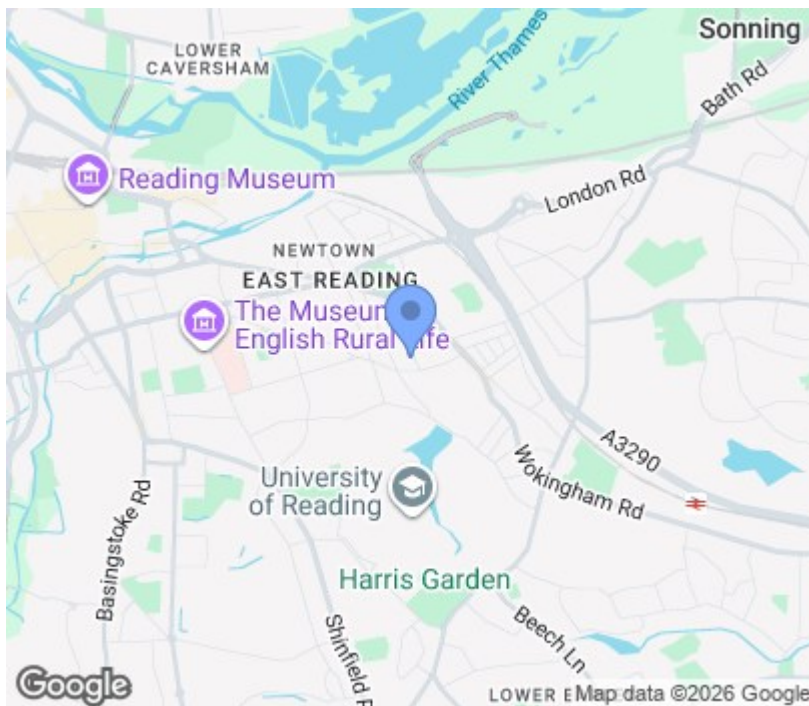 Sonning
LOWER
CAVERSHAM
River Thames
Bath Rd
Reading Museum
London Rd
NEWTOWN
EAST READING
The Museum
English Rural Life
A3290
University
of Reading
Wokingham Rd
Basingstoke Rd
Harris Garden
Shinfield R
Beech Ln
Google
LOWER E
Map data ©2026 Google